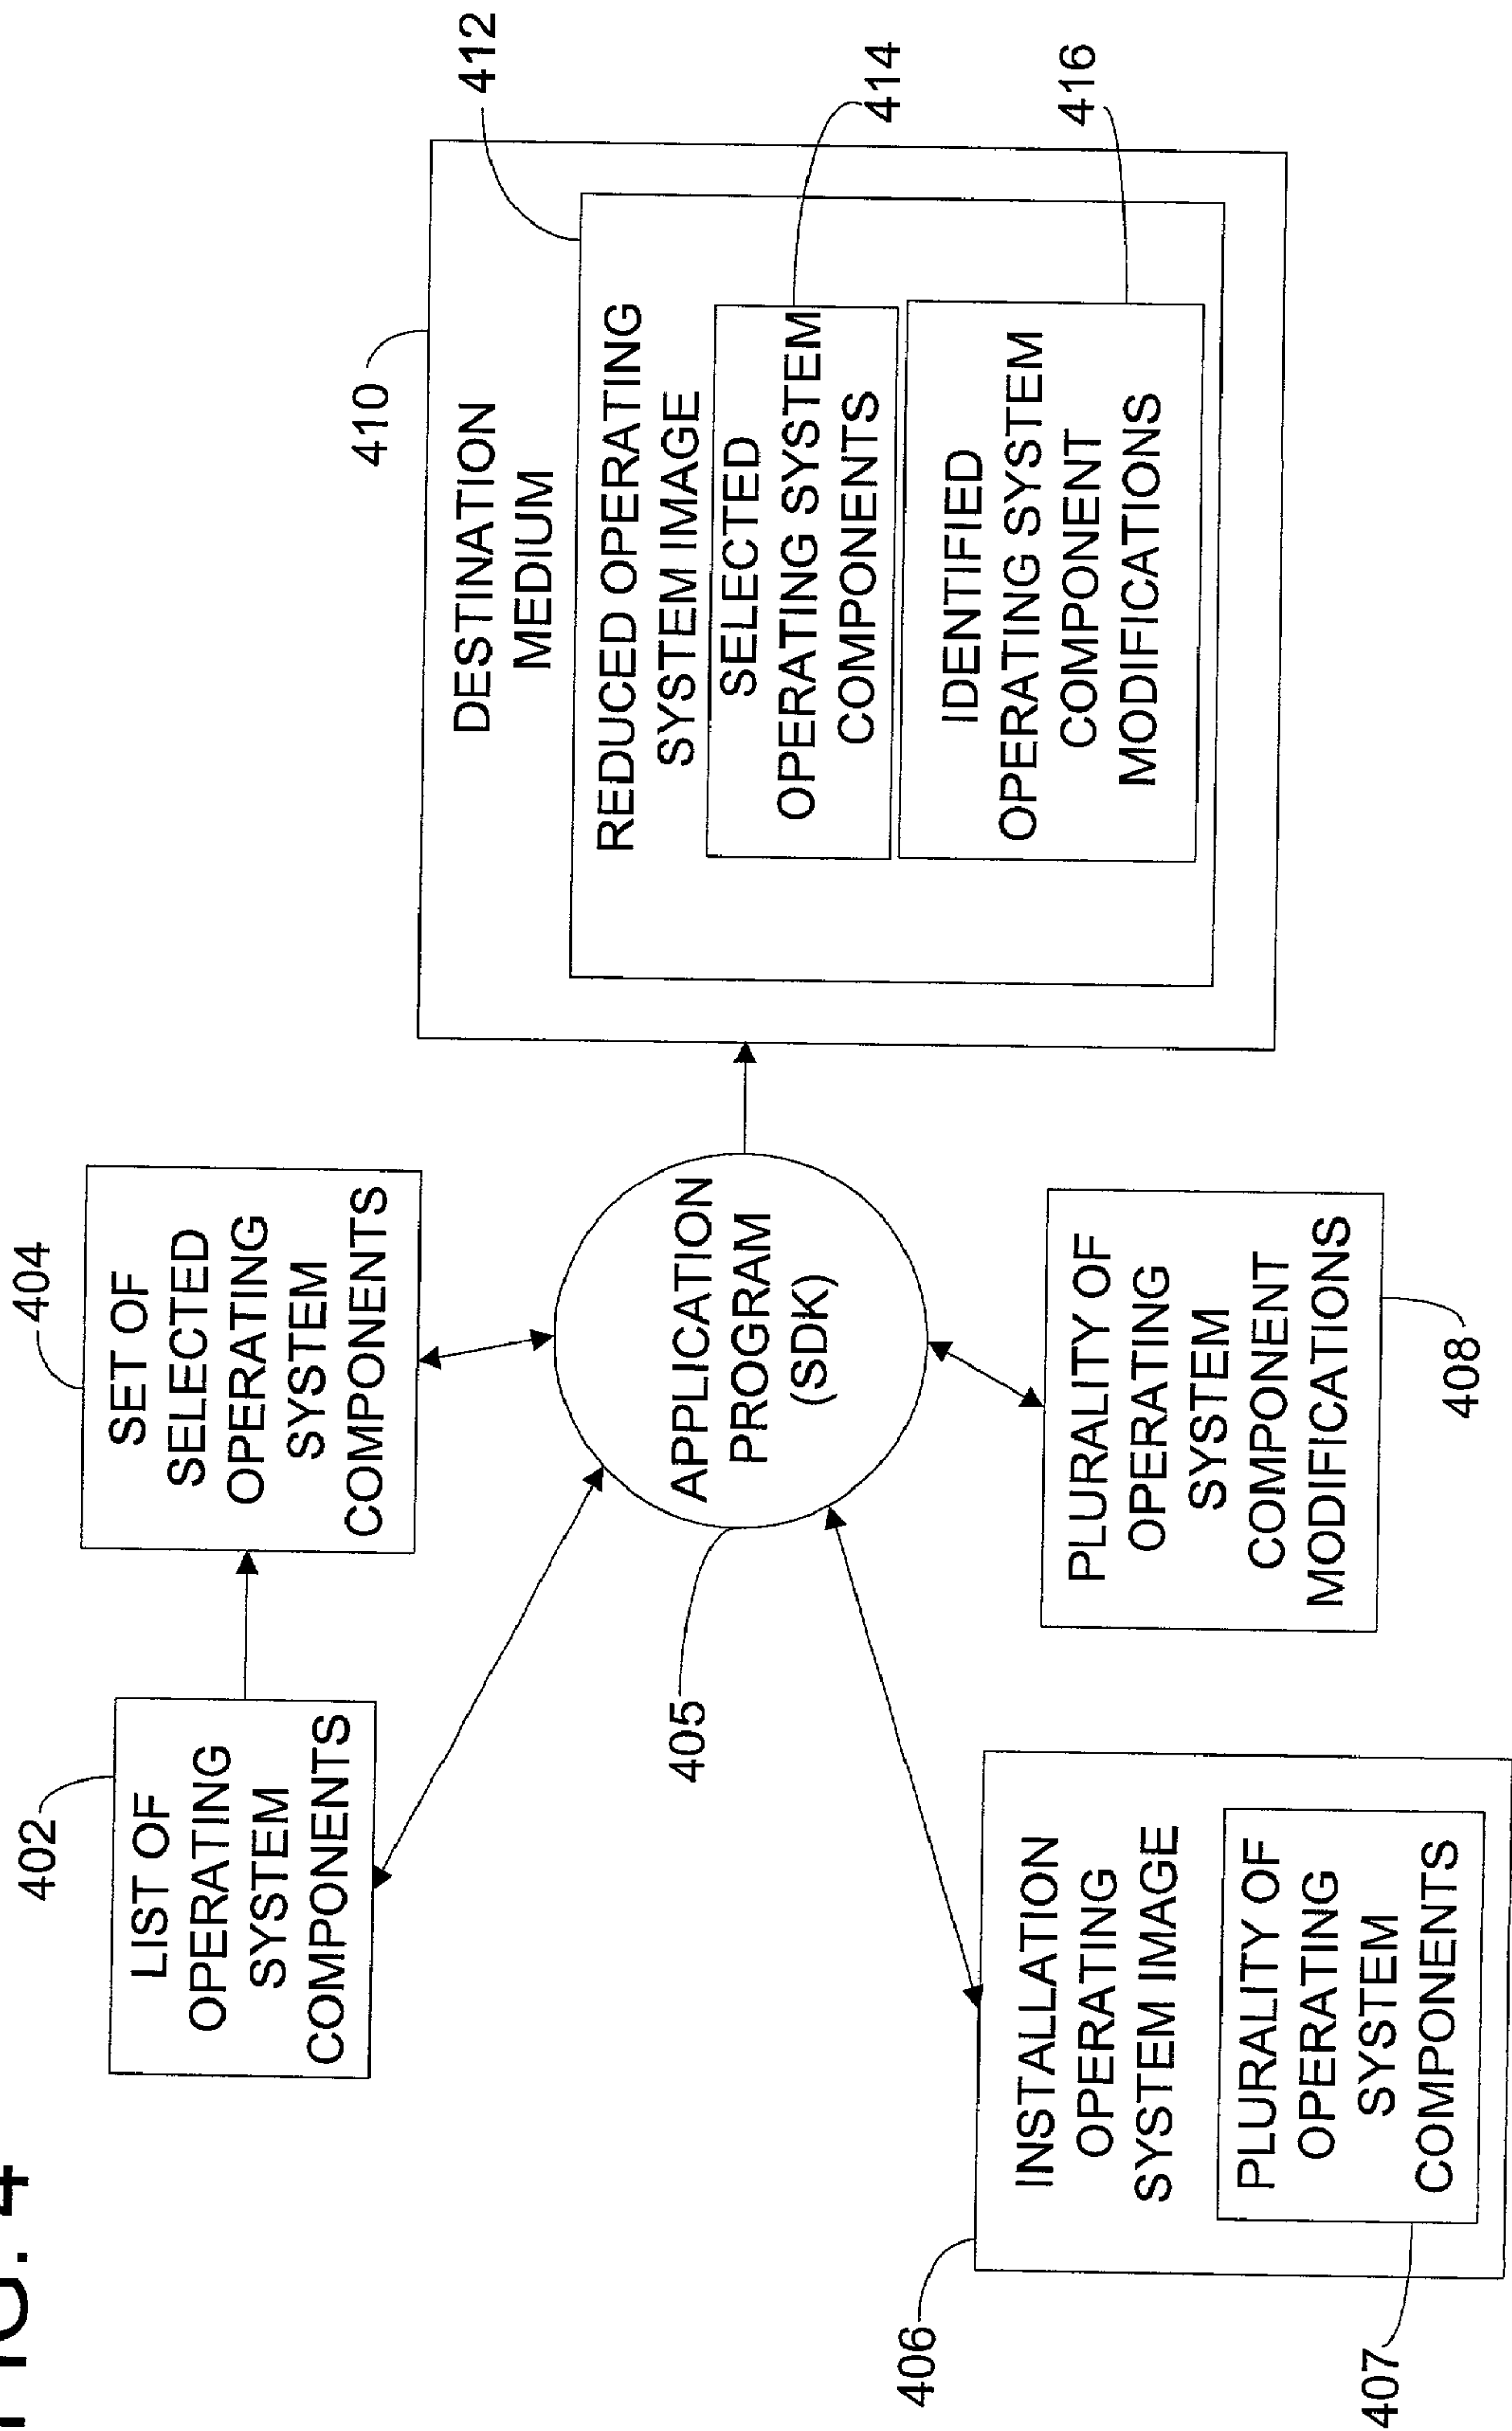 FIG. 4
402
LIST OF
OPERATING
SYSTEM
COMPONENTS
404
SET OF
SELECTED
OPERATING
SYSTEM
COMPONENTS
405
APPLICATION
PROGRAM
(SDK)
406
INSTALLATION
OPERATING
SYSTEM IMAGE
407
PLURALITY OF
OPERATING
SYSTEM
COMPONENTS
PLURALITY OF
OPERATING
SYSTEM
COMPONENT
MODIFICATIONS
408
410
DESTINATION
MEDIUM
412
REDUCED OPERATING
SYSTEM IMAGE
414
SELECTED
OPERATING SYSTEM
COMPONENTS
416
IDENTIFIED
OPERATING SYSTEM
COMPONENT
MODIFICATIONS